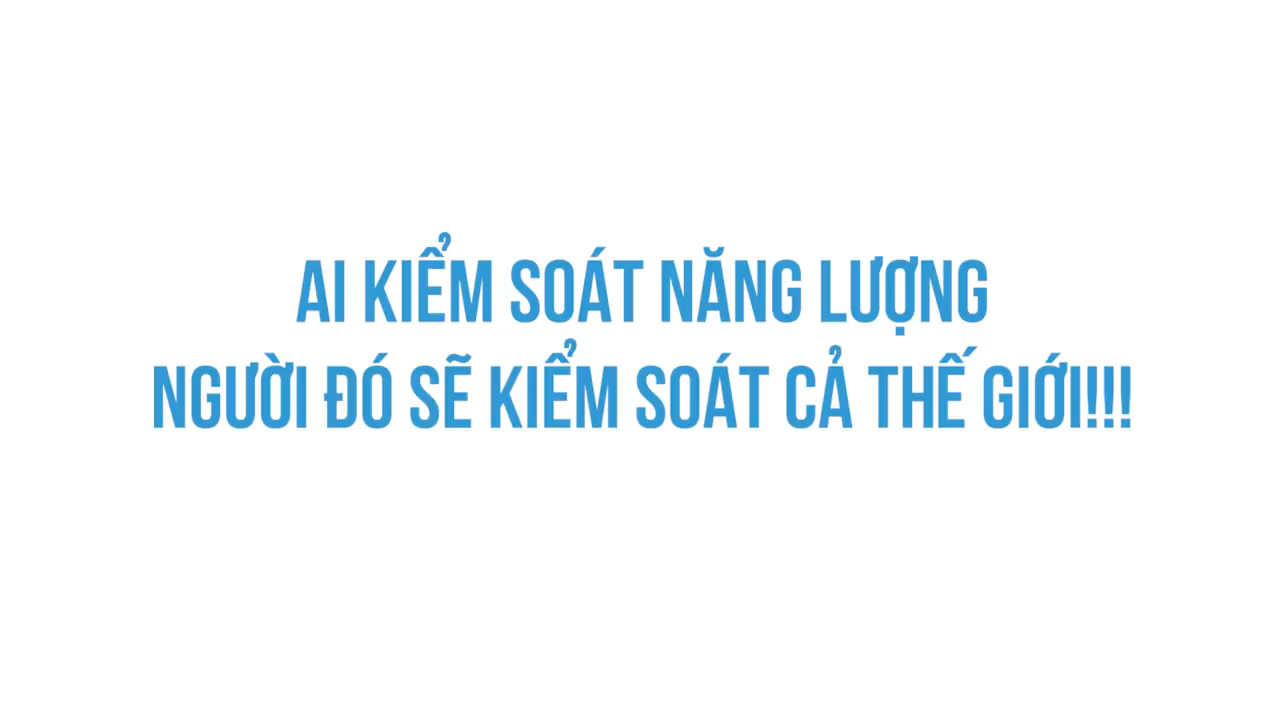 AI KIỂM SOÁT NĂNG LƯỢNG
NGƯỜI ĐÓ SẼ KIỂM SOÁT CẢ THẾ GIỚI!!!